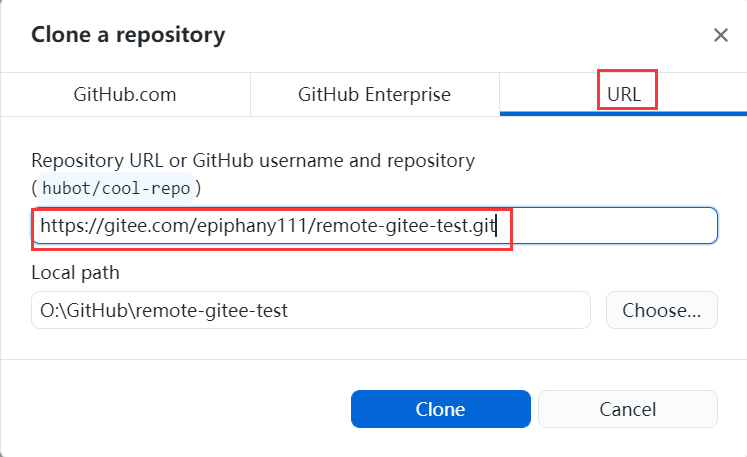 Clone a repository
GitHub.com
GitHub Enterprise
URL
Repository URL or GitHub username and repository
(hubot/cool-repo)
https://gitee.com/epiphany111/remote-gitee-test.git
Local path
O:\GitHub\remote-gitee-test
Choose...
Clone
Cancel